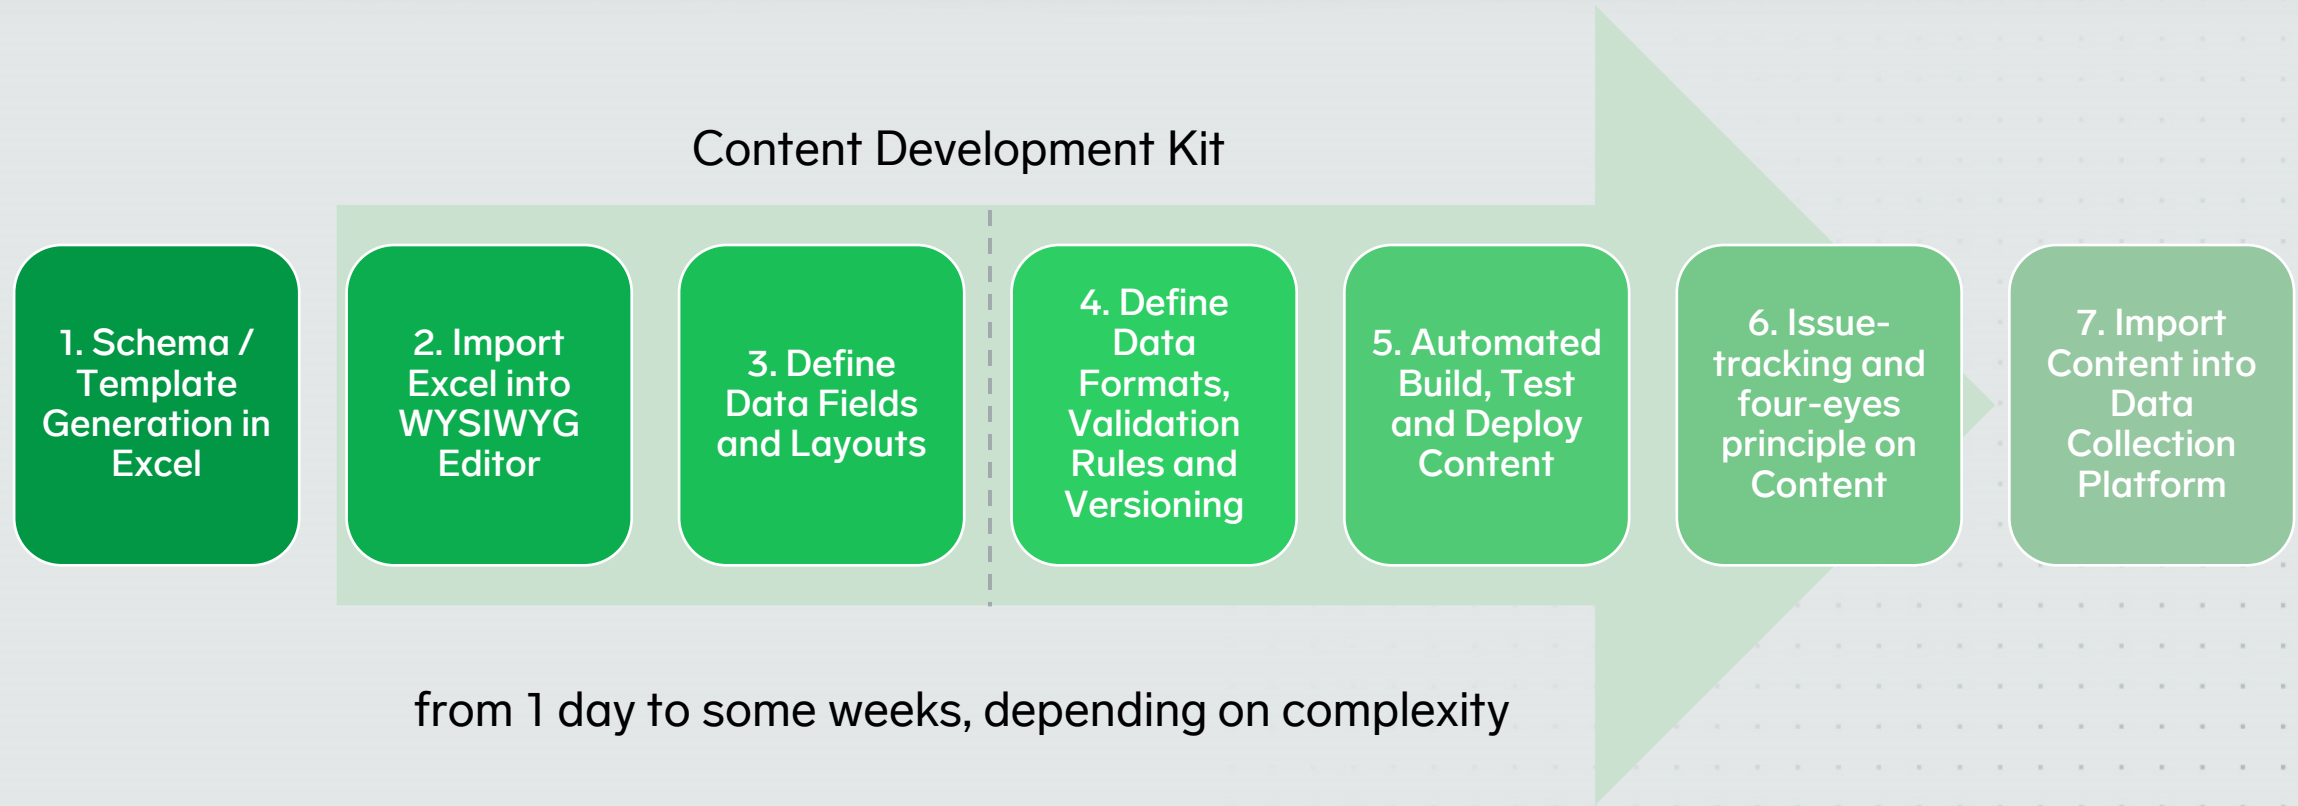 Content Development Kit
1. Schema /
Template
Generation in
Excel
2. Import
Excel into
WYSIWYG
Editor
3. Define
Data Fields
and Layouts
4. Define
Data
Formats,
Validation
Rules and
Versioning
5. Automated
Build, Test
and Deploy
Content
6. Issue-
tracking and
four-eyes
principle on
Content
7. Import
Content into
Data
Collection
Platform
from 1 day to some weeks, depending on complexity